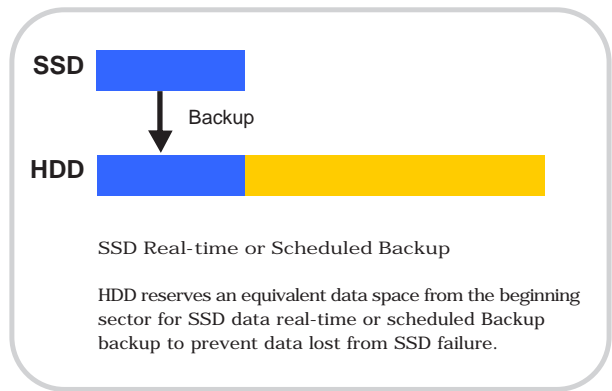 SSD
Backup
HDD
SSD Real-time or Scheduled Backup
HDD reserves an equivalent data space from the beginning
sector for SSD data real-time or scheduled Backup
backup to prevent data lost from SSD failure.